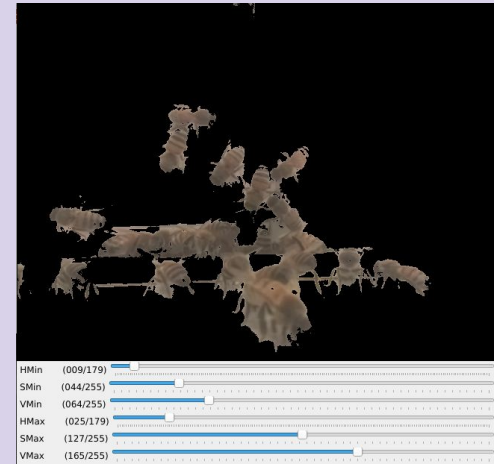 HMin (009/179)
SMin (044/255)
VMin (064/255)
HMax (025/179)
SMax (127/255)
VMax (165/255)